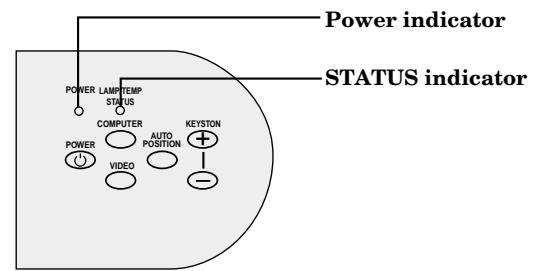 Power indicator
STATUS indicator
POWER LAMP/TEMP
STATUS
COMPUTER KEYSTON
POWER AUTO
POSITION
VIDEO